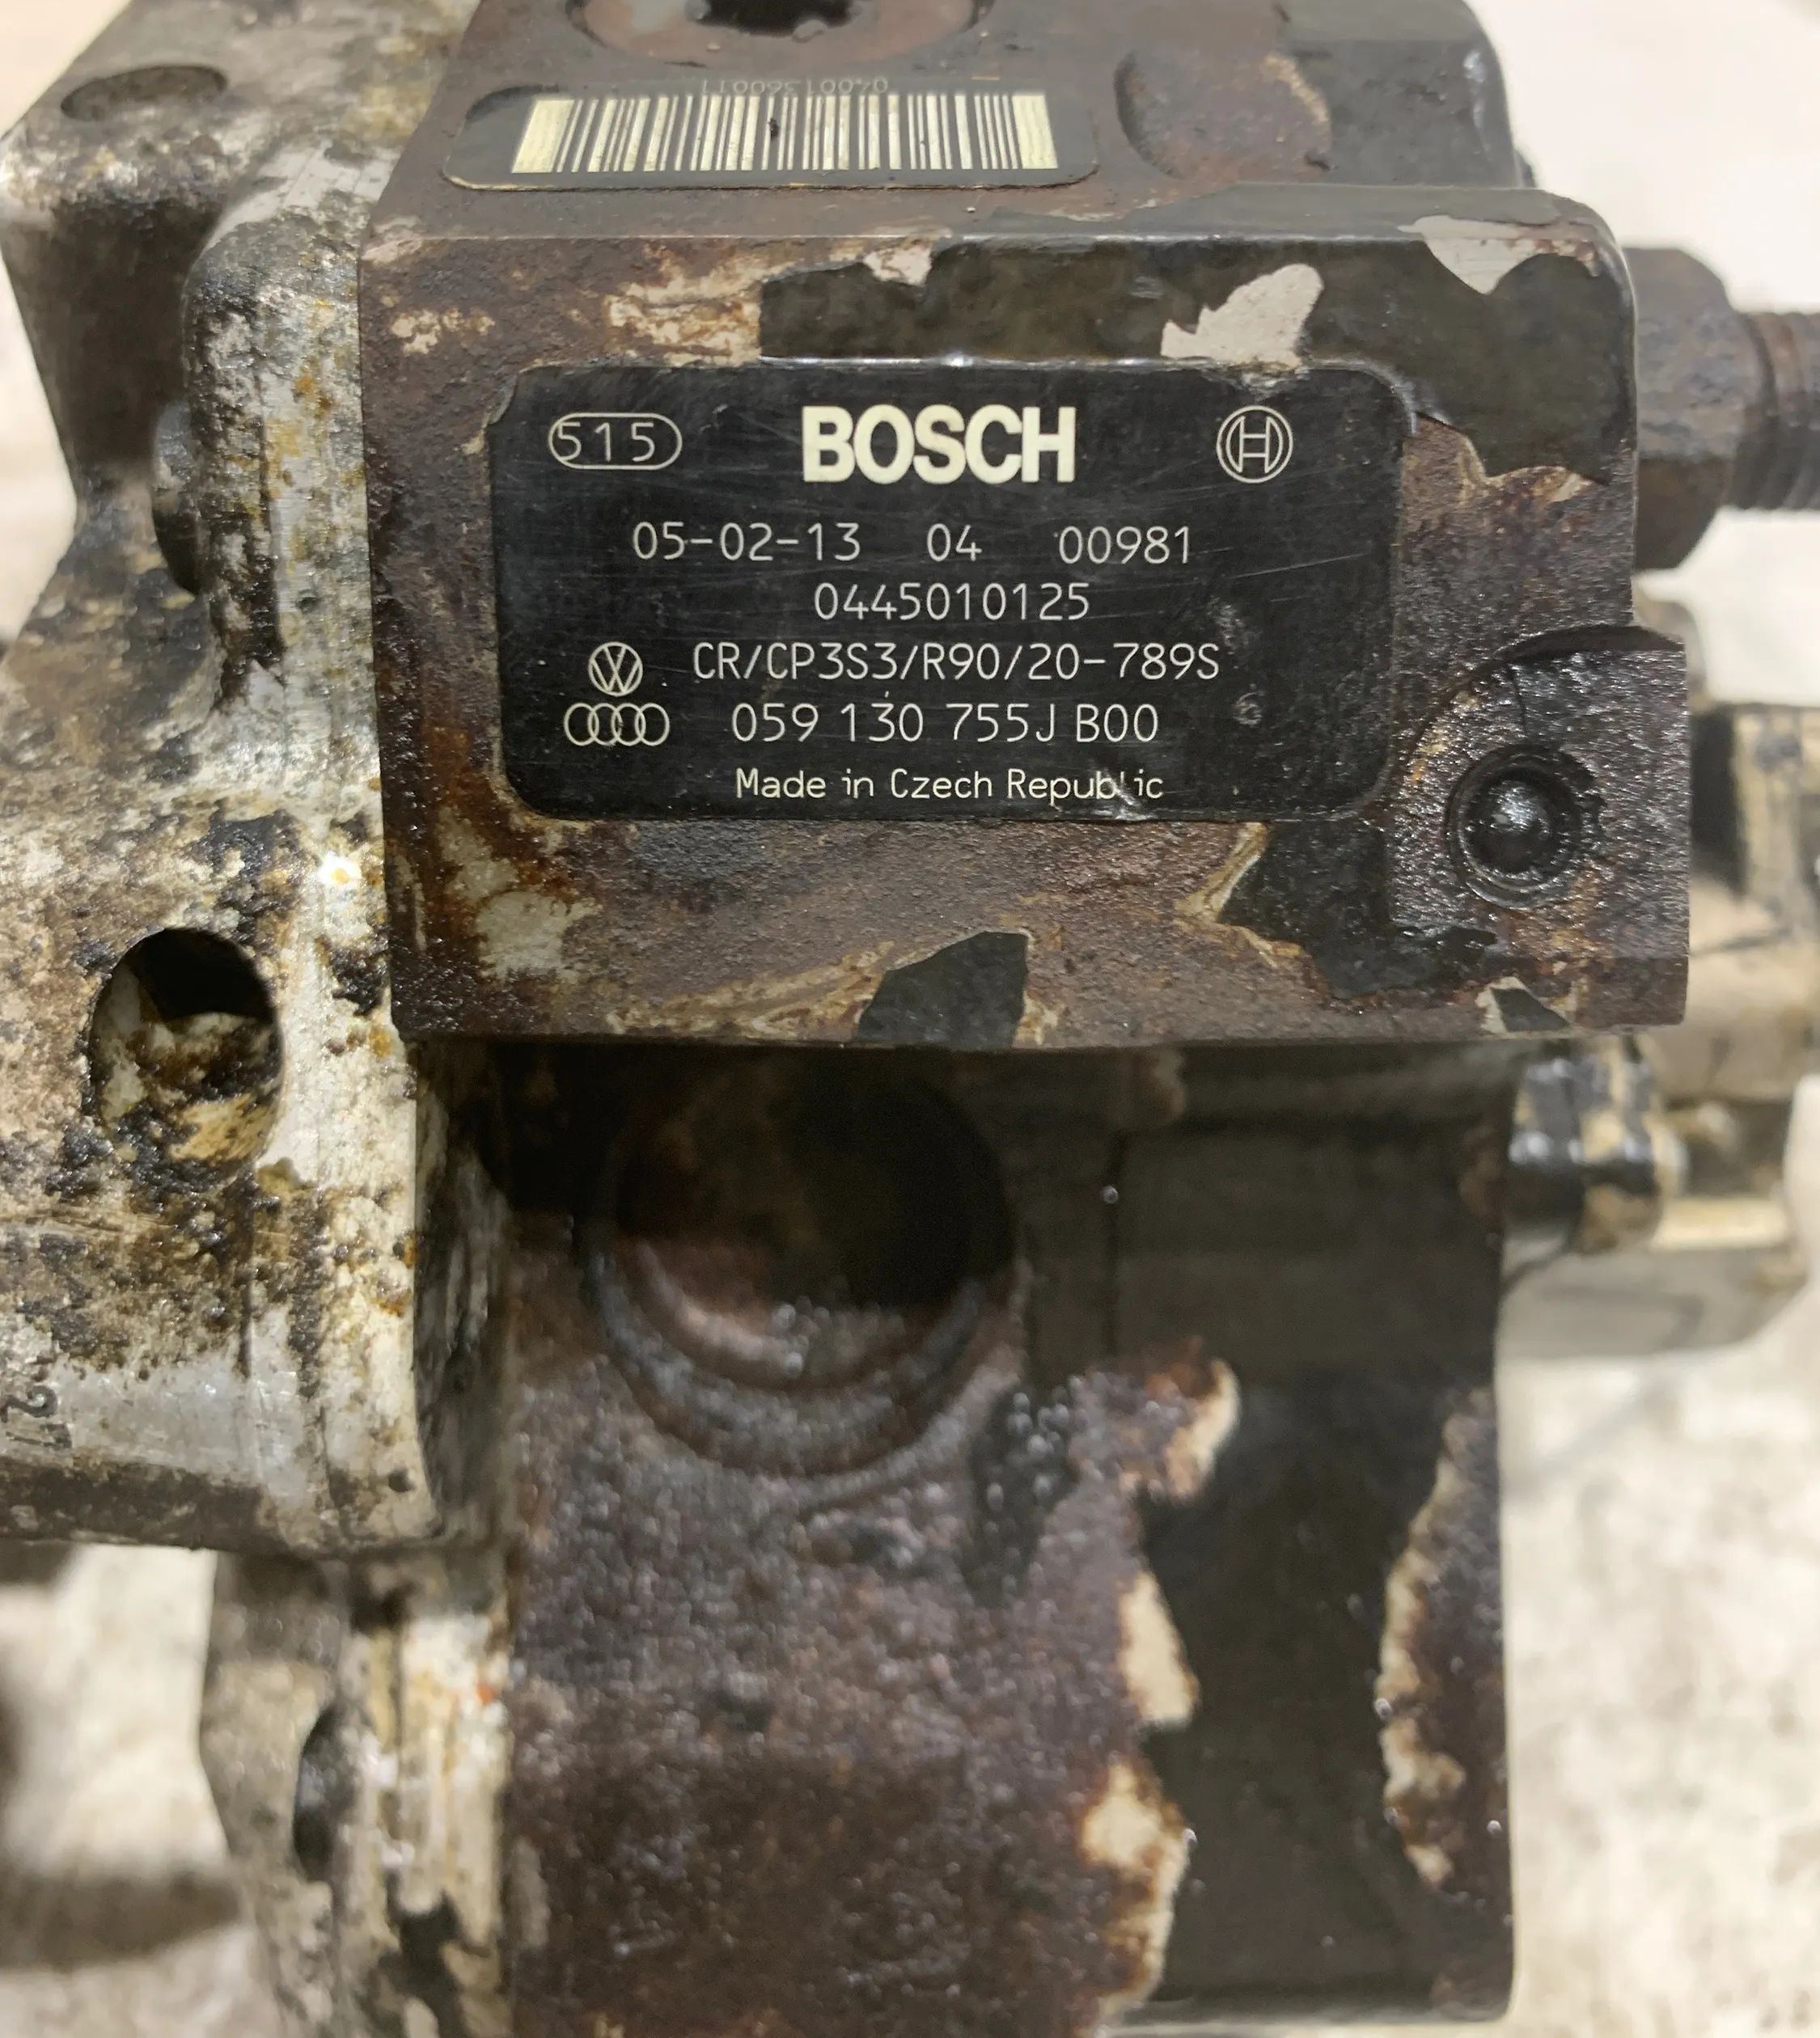 515 BOSCH
05-02-13 04 00981
0445010125
CR/CP3S3/R90/20-789S
059 130 755J B00
Made in Czech Republic